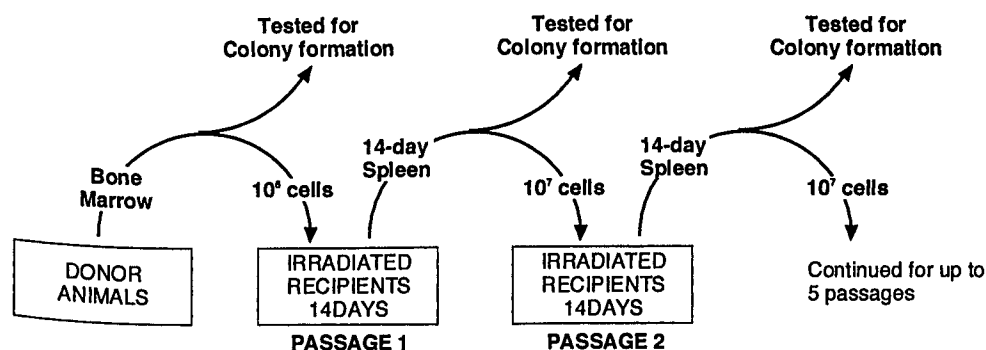 Tested for
Colony formation
Tested for
Colony formation
Tested for
Colony formation
Bone
Marrow
10⁶ cells
14-day
Spleen
10⁷ cells
14-day
Spleen
10⁷ cells
DONOR
ANIMALS
IRRADIATED
RECIPIENTS
14DAYS
PASSAGE 1
IRRADIATED
RECIPIENTS
14DAYS
PASSAGE 2
Continued for up to
5 passages